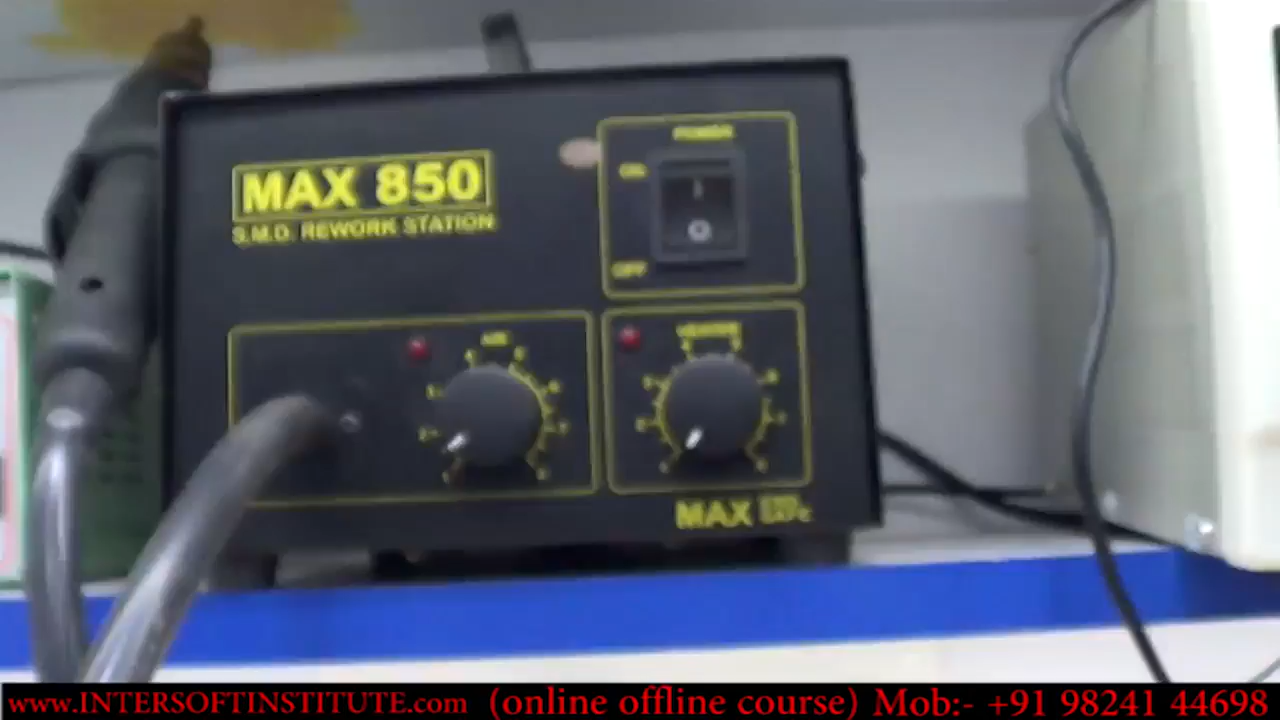 MAX 850
S.M.D. REWORK STATION
POWER
ON
OFF
AIR
HEATER
MAX
www.INTERSOFTINSTITUTE.com (online offline course) Mob:- +91 98241 44698